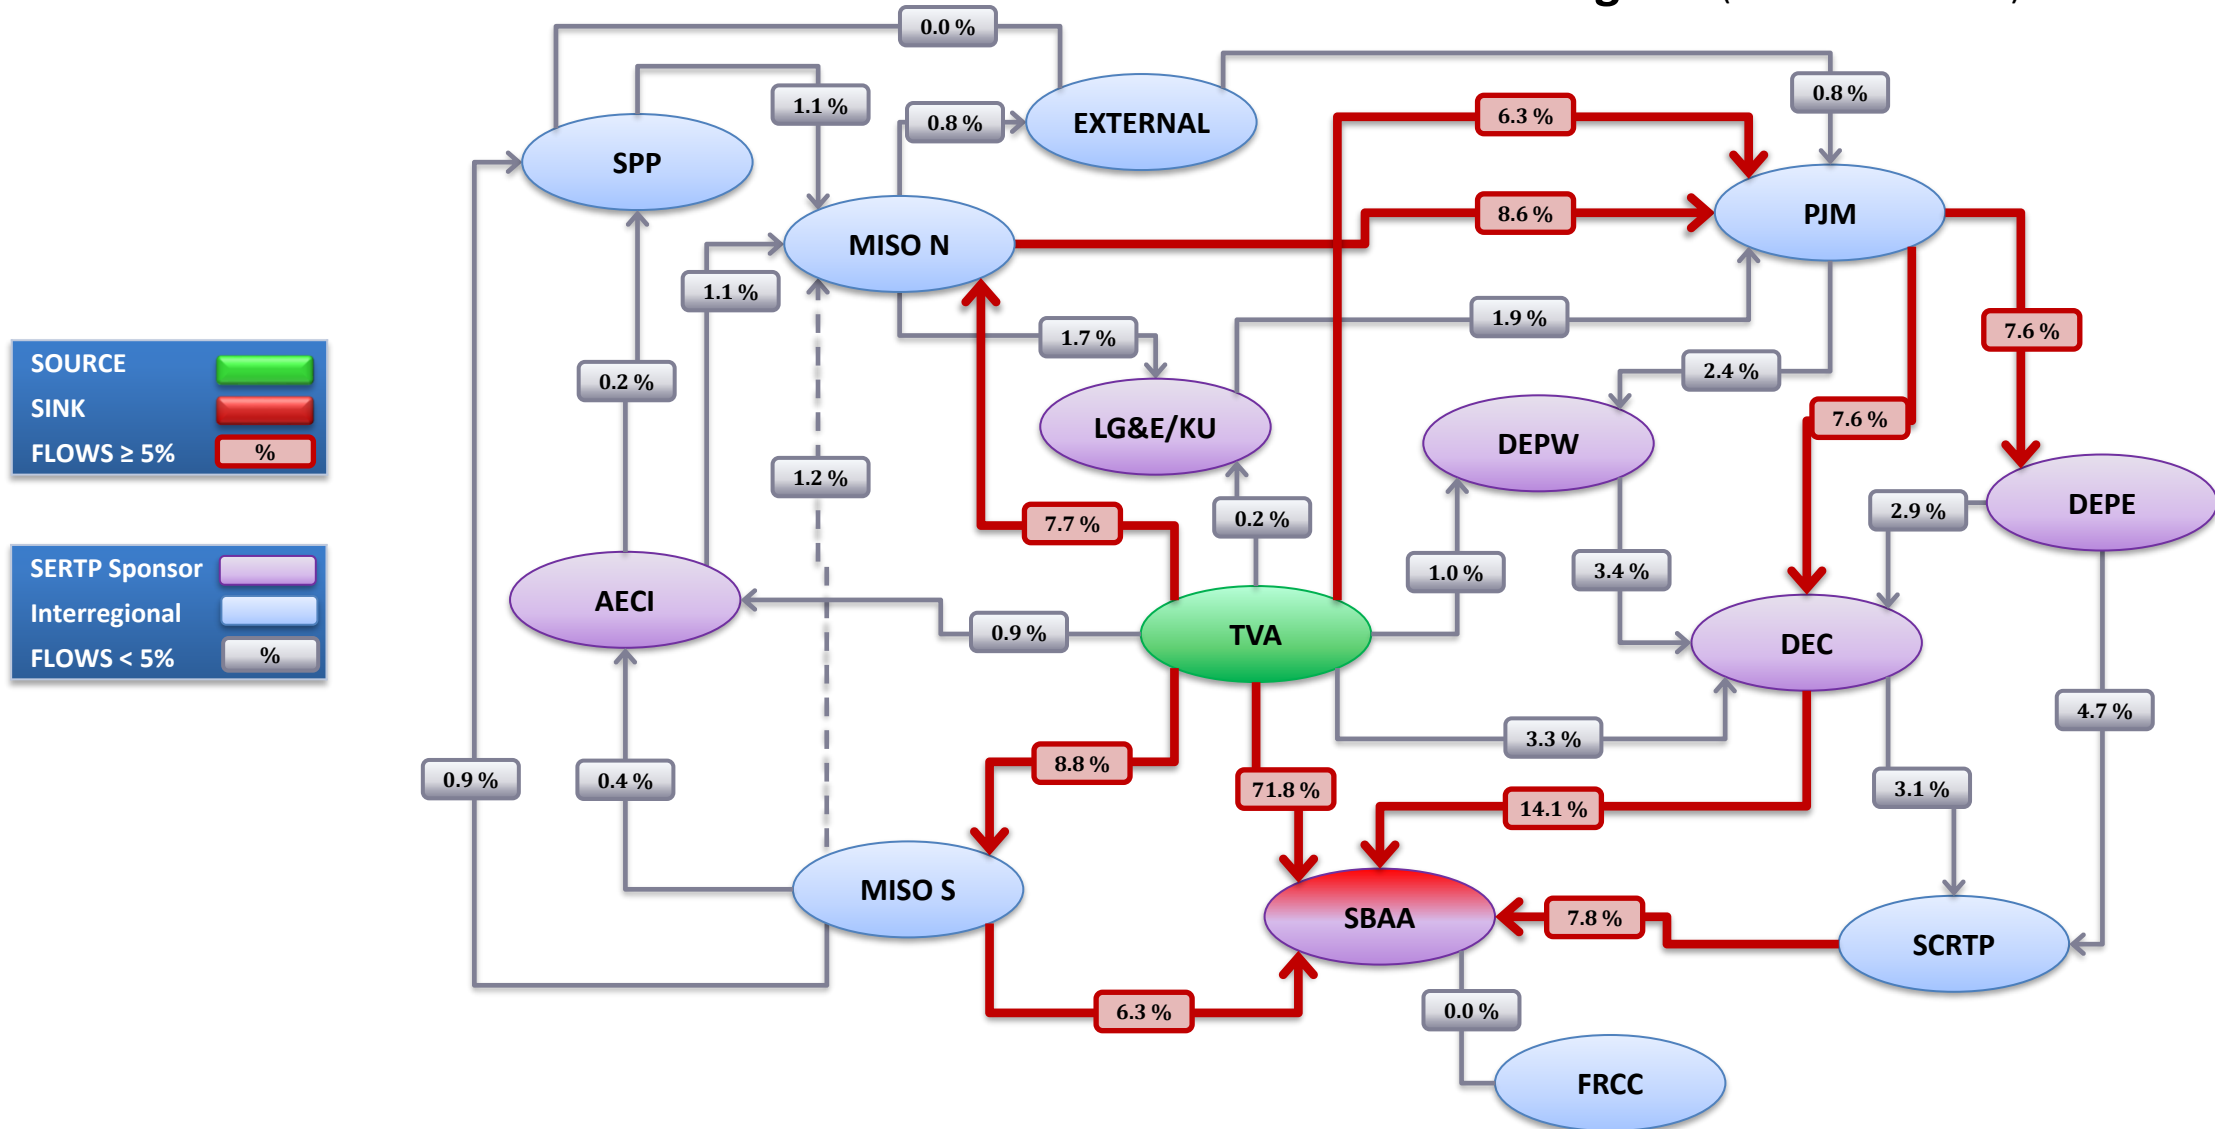 0.0 %
1.1 %
0.8 %
EXTERNAL
6.3 %
0.8 %
SPP
MISO N
8.6 %
PJM
1.1 %
1.7 %
1.9 %
7.6 %
SOURCE
SINK
FLOWS ≥ 5%
%
0.2 %
2.4 %
7.6 %
LG&E/KU
DEPW
1.2 %
7.7 %
0.2 %
2.9 %
DEPE
SERTP Sponsor
Interregional
FLOWS < 5%
%
AECI
1.0 %
3.4 %
0.9 %
TVA
DEC
3.3 %
4.7 %
0.9 %
0.4 %
8.8 %
71.8 %
14.1 %
3.1 %
MISO S
SBAA
7.8 %
SCRTP
6.3 %
0.0 %
FRCC